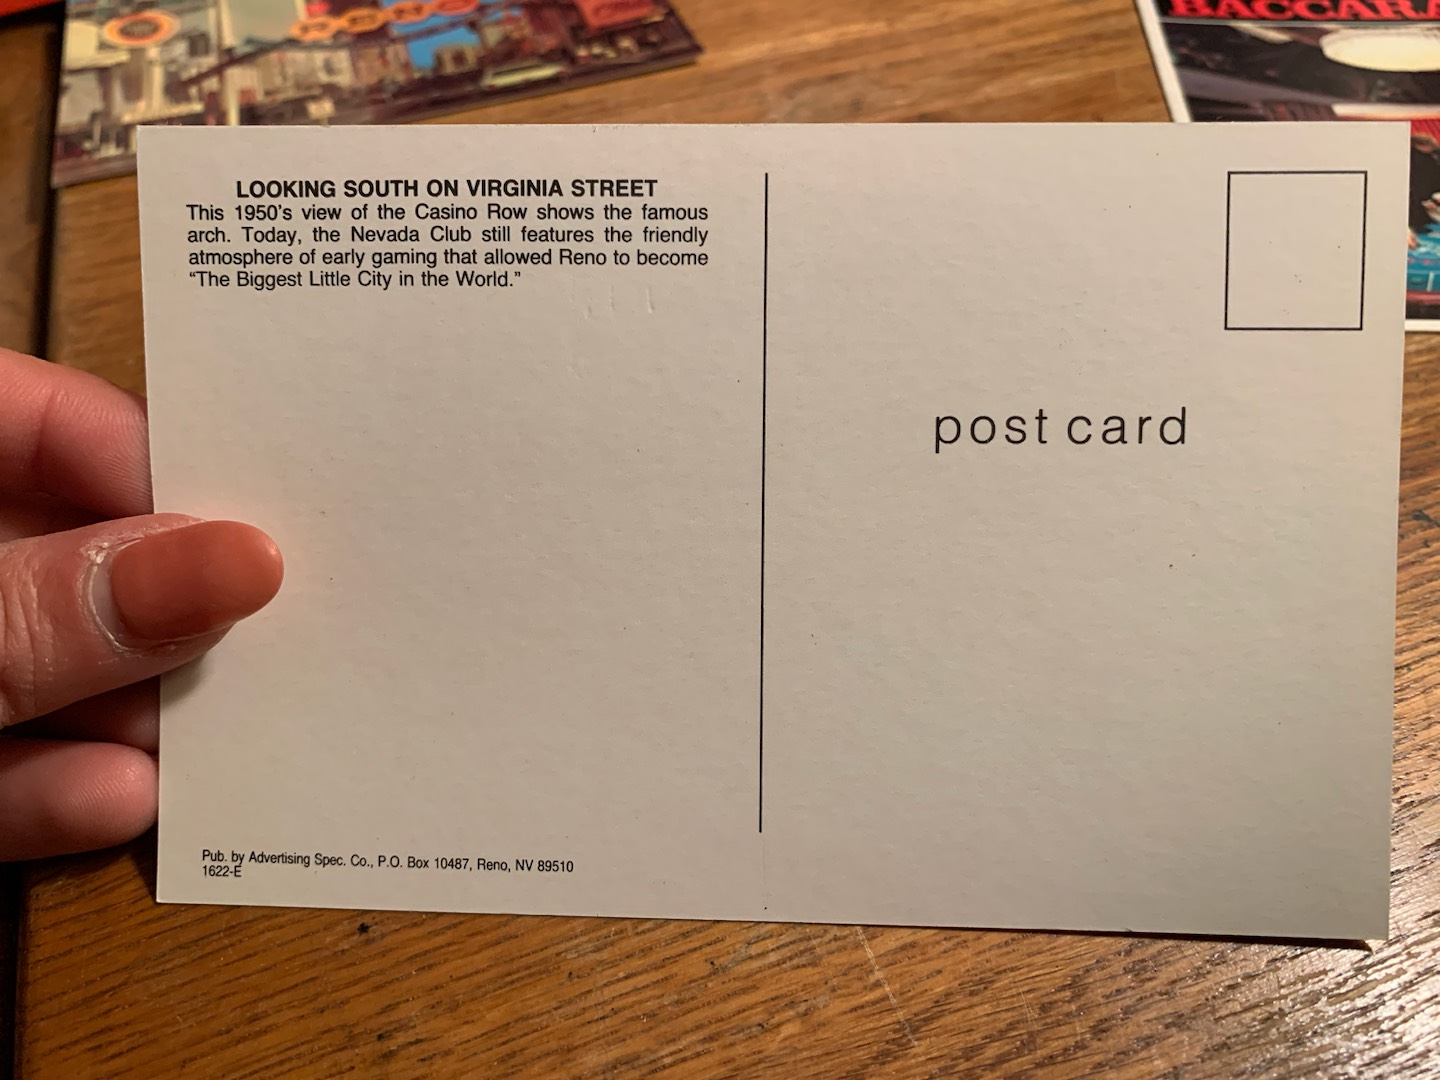 BACCARA
LOOKING SOUTH ON VIRGINIA STREET
This 1950's view of the Casino Row shows the famous
arch. Today, the Nevada Club still features the friendly
atmosphere of early gaming that allowed Reno to become
“The Biggest Little City in the World.”
post card
Pub. by Advertising Spec. Co., P.O. Box 10487, Reno, NV 89510
1622-E